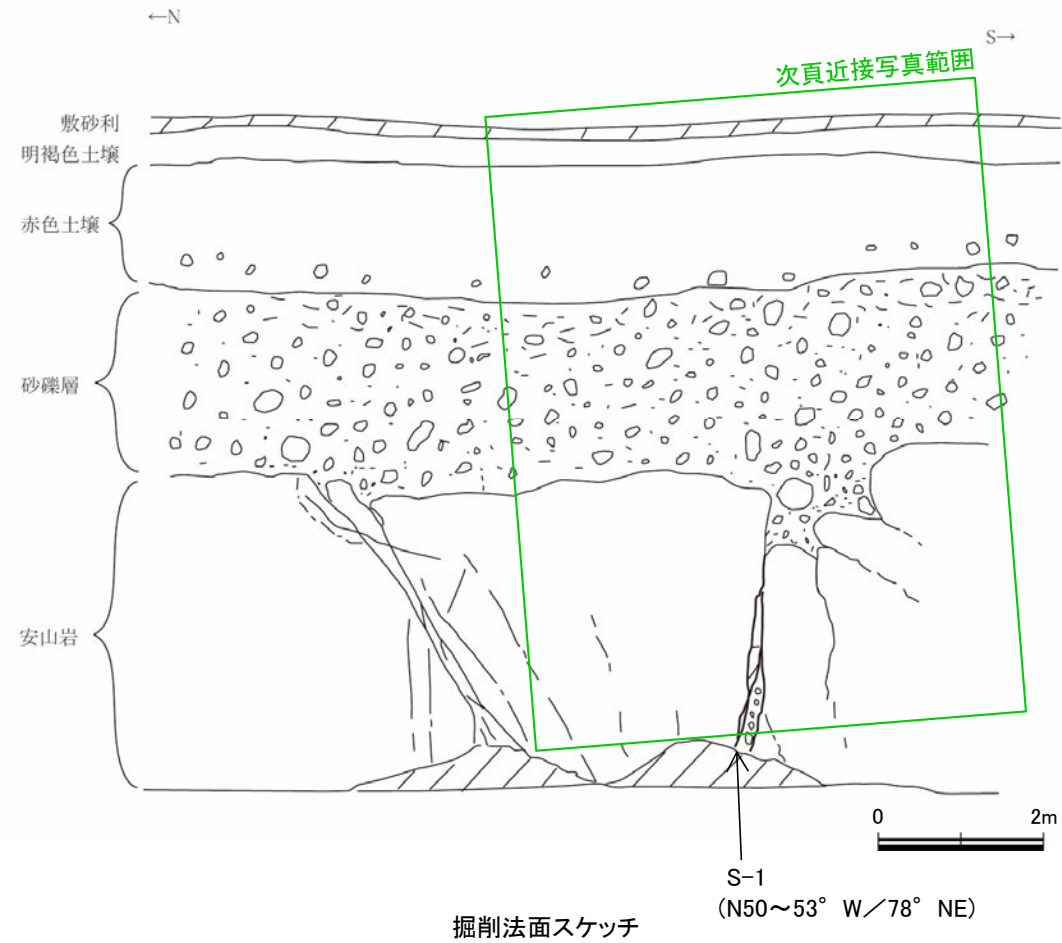 ←N
S→
次頁近接写真範囲
敷砂利
明褐色土壌
赤色土壌
砂礫層
安山岩
0 2m
S-1
(N50～53° W／78° NE)
掘削法面スケッチ